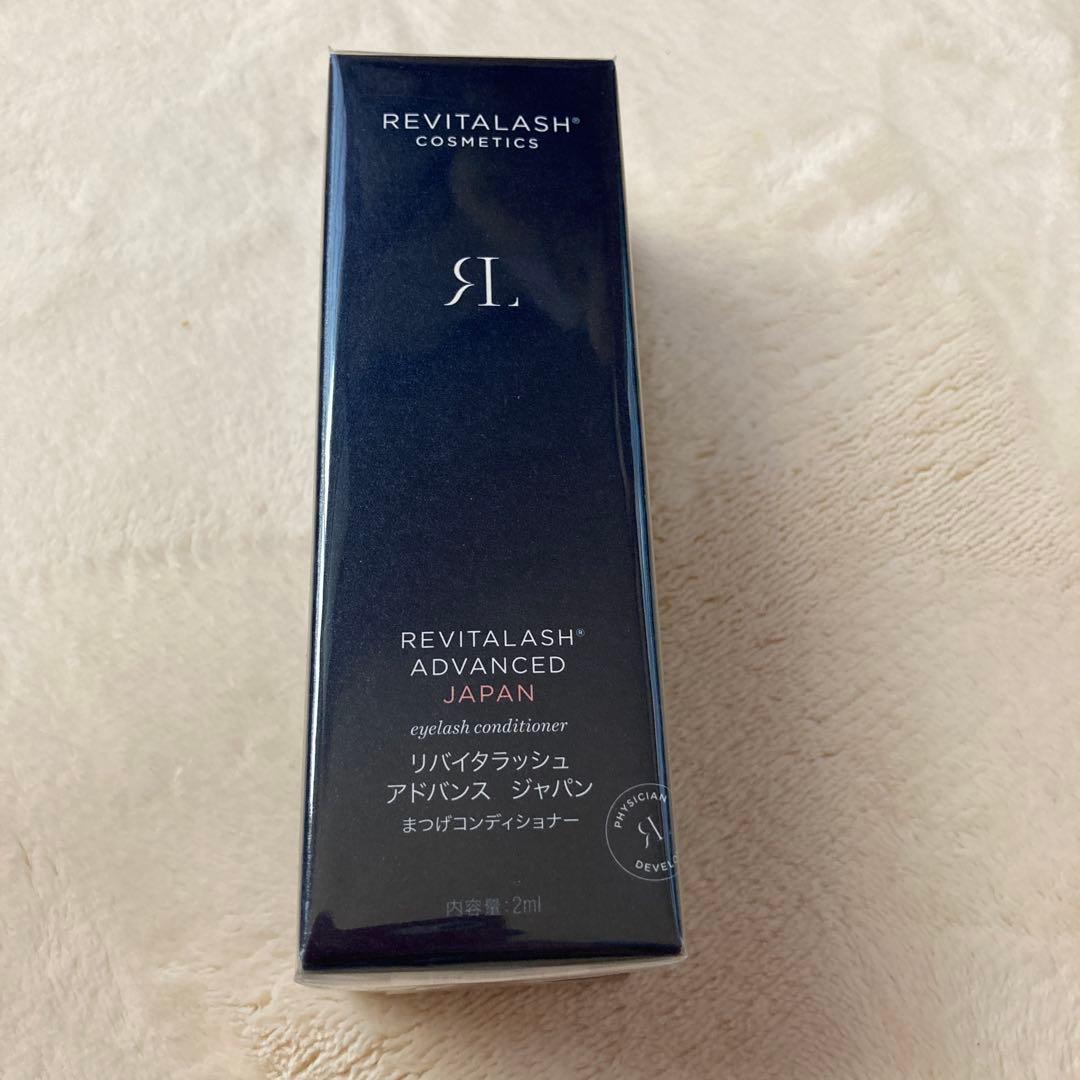 REVITALASH®
COSMETICS
RL
REVITALASH®
ADVANCED
JAPAN
eyelash conditioner
リバイタラッシュ
アドバンス ジャパン
まつげコンディショナー
PHYSICIAN
RL
内容量:2ml